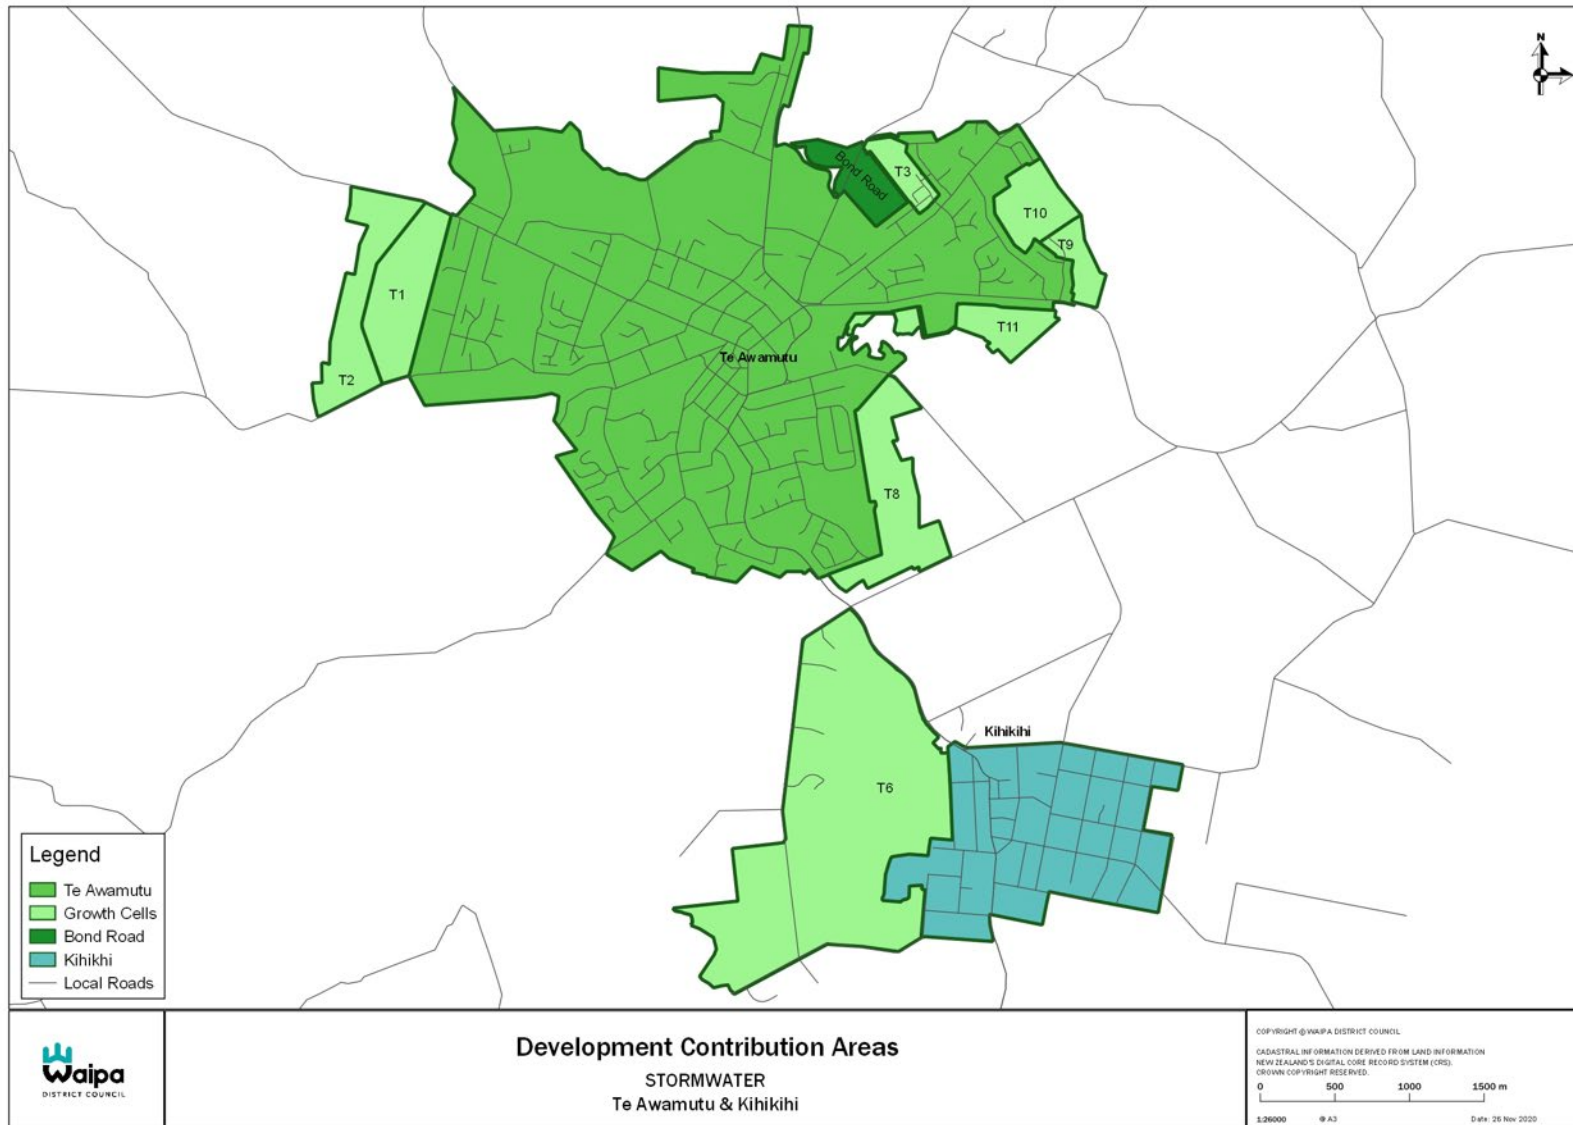 N
Bond Road
T3
T10
T9
T1
T11
Te Awamutu
T2
T8
Kihikihi
T6
Legend
Te Awamutu
Growth Cells
Bond Road
Kihikhi
Local Roads
Waipa
DISTRICT COUNCIL
Development Contribution Areas
STORMWATER
Te Awamutu & Kihikihi
COPYRIGHT @ WAIPA DISTRICT COUNCIL
CADASTRAL INFORMATION DERIVED FROM LAND INFORMATION
NEW ZEALAND'S DIGITAL CORE RECORD SYSTEM (CRS).
CROWN COPYRIGHT RESERVED.
0 500 1000 1500 m
1:26000 @ A3 Date: 26 Nov 2020